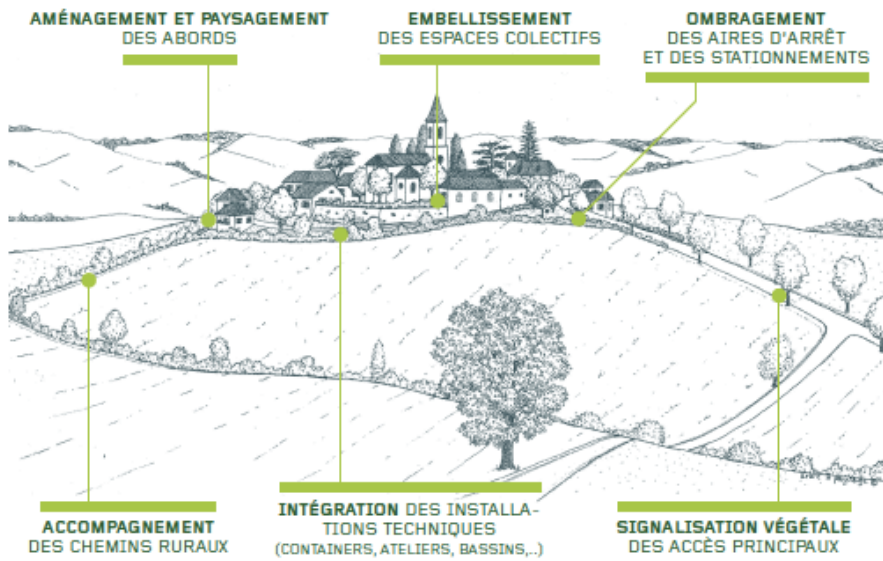 AMÉNAGEMENT ET PAYSAGEMENT
DES ABORDS
EMBELLISSEMENT
DES ESPACES COLECTIFS
OMBRAGEMENT
DES AIRES D'ARRÊT
ET DES STATIONNEMENTS
ACCOMPAGNEMENT
DES CHEMINS RURAUX
INTÉGRATION DES INSTALLA-
TIONS TECHNIQUES
(CONTAINERS, ATELIERS, BASSINS,..)
SIGNALISATION VÉGÉTALE
DES ACCÈS PRINCIPAUX